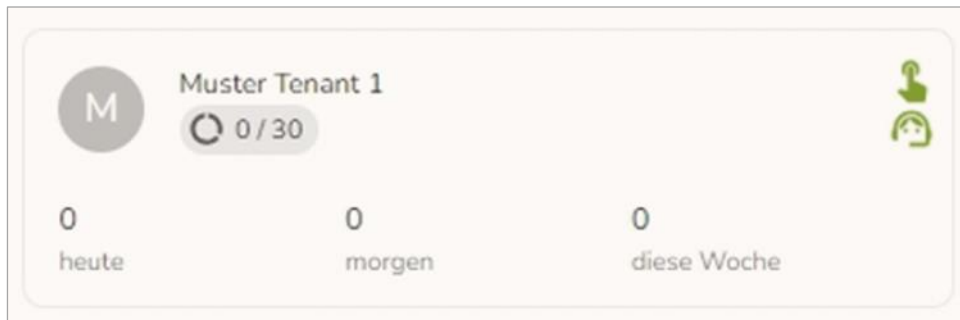 M
Muster Tenant 1
0 / 30
0 0 0
heute morgen diese Woche